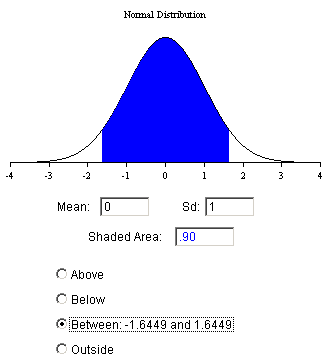 Normal Distribution
-4 -3 -2 -1 0 1 2 3 4
Mean: 0 Sd: 1
Shaded Area: .90
Above
Below
Between: -1.6449 and 1.6449
Outside